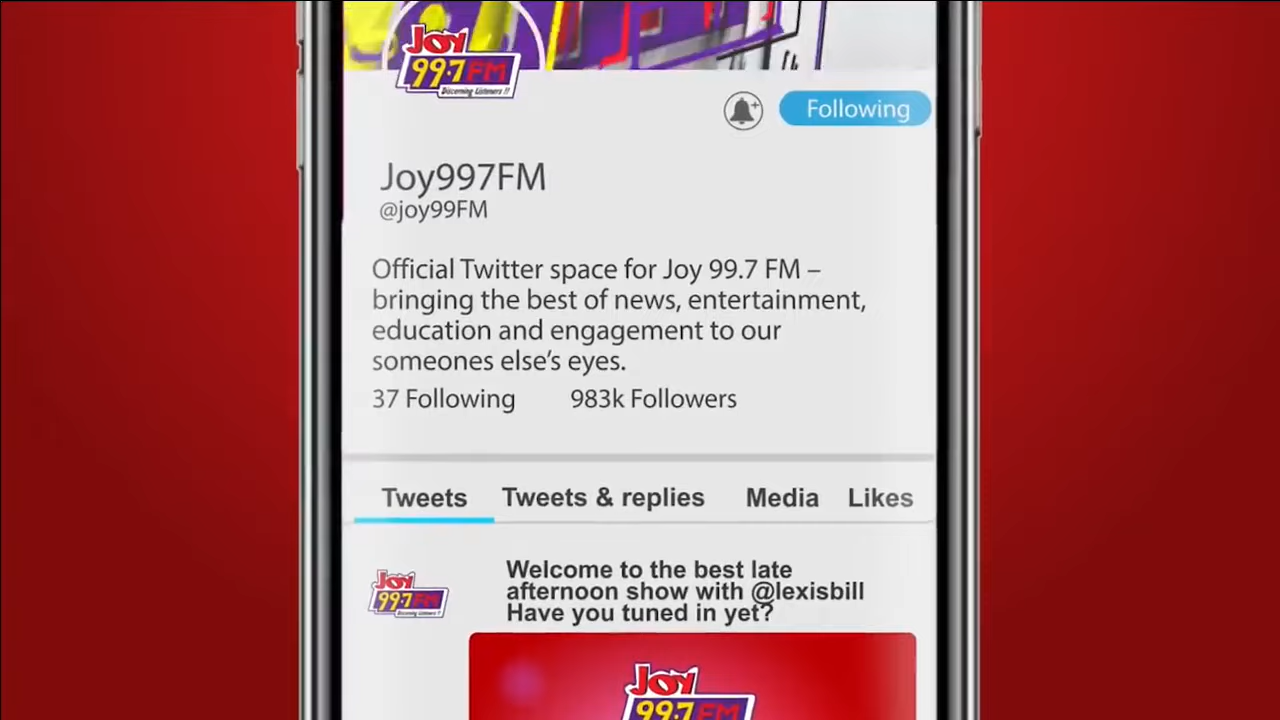 JOY
99.7 FM
Discerning Listeners !!
Following
Joy997FM
@joy99FM
Official Twitter space for Joy 99.7 FM –
bringing the best of news, entertainment,
education and engagement to our
someones else's eyes.
37 Following 983k Followers
Tweets Tweets & replies Media Likes
JOY
99.7 FM
Discerning Listeners !!
Welcome to the best late
afternoon show with @lexisbill
Have you tuned in yet?
JOY
99.7 FM